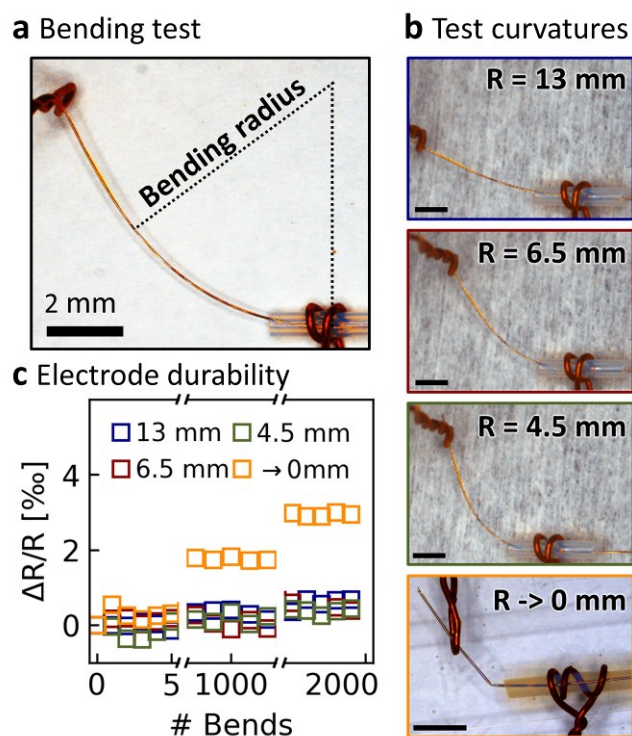 a Bending test
Bending radius
2 mm
b Test curvatures
R = 13 mm
R = 6.5 mm
R = 4.5 mm
R -> 0 mm
c Electrode durability
13 mm
4.5 mm
6.5 mm
→0mm
ΔR/R [‰]
4
2
0
0
5
1000
2000
# Bends